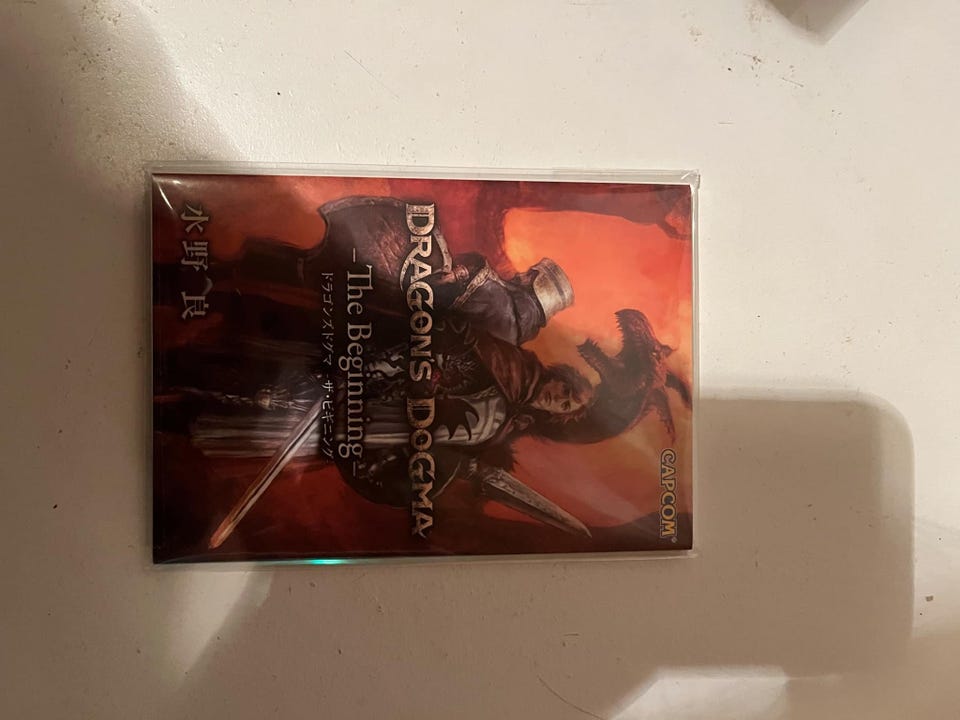 CAPCOM®
DRAGON'S DOGMA
–The Beginning–
ドラゴンズドグマ ザ・ビギニング
水野 良